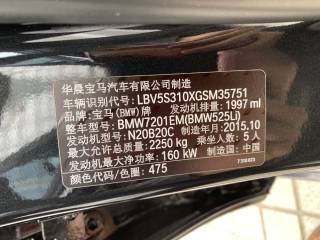 华晨宝马汽车有限公司制造
车辆识别代号:LBV5S310XGSM35751
品牌:宝马(BMW)牌 发动机排量:1997 ml
整车型号:BMW7201EM(BMW525Li)
发动机型号:N20B20C 制造年月:2015.10
最大允许总质量:2250 kg 乘坐人数:5人
发动机最大净功率:160 kW 制造国:中国
颜色代码/色圈:475